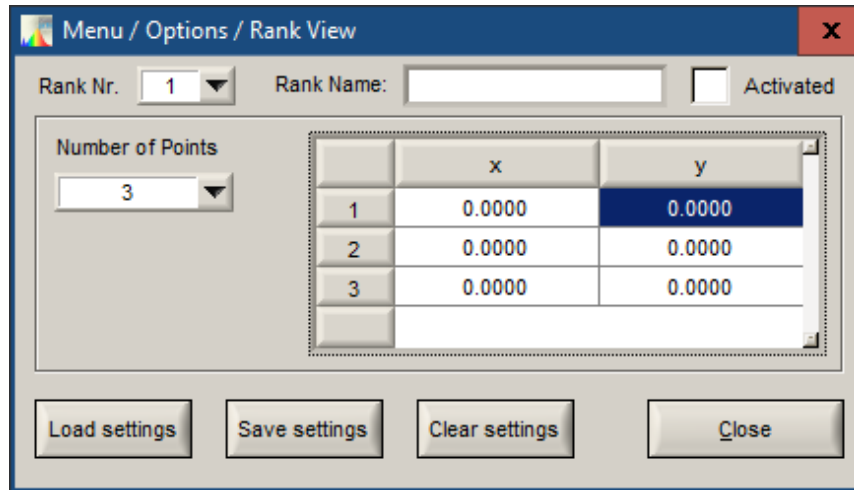 Menu / Options / Rank View
x
Rank Nr. 1 Rank Name: Activated
Number of Points
3
x y
1 0.0000 0.0000
2 0.0000 0.0000
3 0.0000 0.0000
Load settings Save settings Clear settings Close